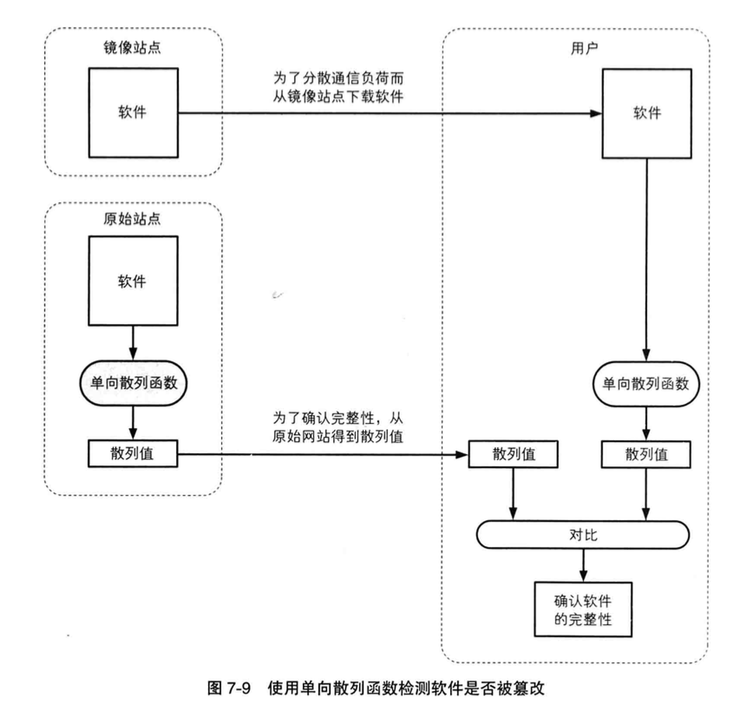 镜像站点
软件
为了分散通信负荷而
从镜像站点下载软件
用户
软件
原始站点
软件
单向散列函数
散列值
为了确认完整性，从
原始网站得到散列值
单向散列函数
散列值
散列值
对比
确认软件
的完整性
图 7-9 使用单向散列函数检测软件是否被篡改